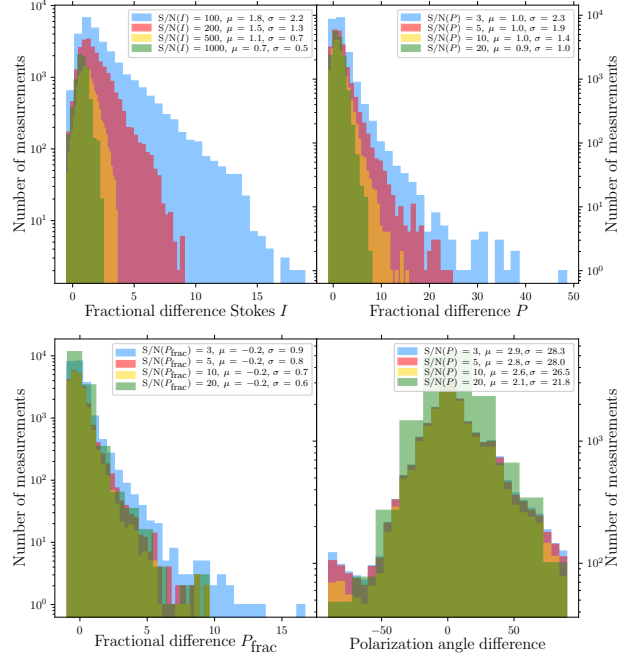 S/N(I) = 100, μ = 1.8, σ = 2.2
S/N(I) = 200, μ = 1.5, σ = 1.3
S/N(I) = 500, μ = 1.1, σ = 0.7
S/N(I) = 1000, μ = 0.7, σ = 0.5
Number of measurements
10⁴
10³
10²
10¹
0 5 10 15
Fractional difference Stokes I
S/N(P) = 3, μ = 1.0, σ = 2.3
S/N(P) = 5, μ = 1.0, σ = 1.9
S/N(P) = 10, μ = 1.0, σ = 1.4
S/N(P) = 20, μ = 0.9, σ = 1.0
Number of measurements
10⁴
10³
10²
10¹
10⁰
0 10 20 30 40 50
Fractional difference P
S/N(P_frac) = 3, μ = −0.2, σ = 0.9
S/N(P_frac) = 5, μ = −0.2, σ = 0.8
S/N(P_frac) = 10, μ = −0.2, σ = 0.7
S/N(P_frac) = 20, μ = −0.2, σ = 0.6
Number of measurements
10⁴
10³
10²
10¹
10⁰
0 5 10 15
Fractional difference P_frac
S/N(P) = 3, μ = 2.9, σ = 28.3
S/N(P) = 5, μ = 2.8, σ = 28.0
S/N(P) = 10, μ = 2.6, σ = 26.5
S/N(P) = 20, μ = 2.1, σ = 21.8
Number of measurements
10³
10²
−50 0 50
Polarization angle difference